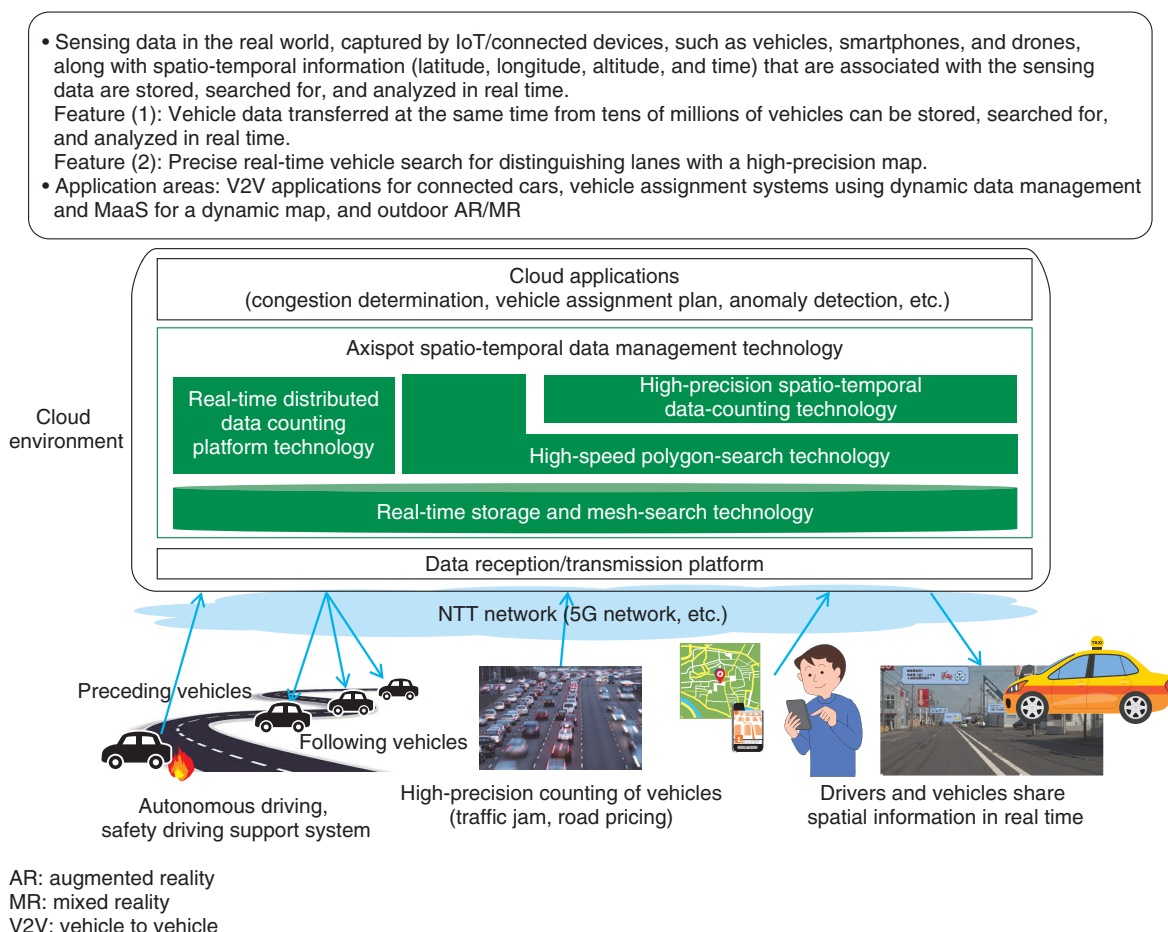 • Sensing data in the real world, captured by IoT/connected devices, such as vehicles, smartphones, and drones,
along with spatio-temporal information (latitude, longitude, altitude, and time) that are associated with the sensing
data are stored, searched for, and analyzed in real time.
Feature (1): Vehicle data transferred at the same time from tens of millions of vehicles can be stored, searched for,
and analyzed in real time.
Feature (2): Precise real-time vehicle search for distinguishing lanes with a high-precision map.
• Application areas: V2V applications for connected cars, vehicle assignment systems using dynamic data management
and MaaS for a dynamic map, and outdoor AR/MR
Cloud applications
(congestion determination, vehicle assignment plan, anomaly detection, etc.)
Axispot spatio-temporal data management technology
Cloud
environment
Real-time distributed
data counting
platform technology
High-precision spatio-temporal
data-counting technology
High-speed polygon-search technology
Real-time storage and mesh-search technology
Data reception/transmission platform
NTT network (5G network, etc.)
Preceding vehicles
Following vehicles
TAXI
Autonomous driving,
safety driving support system
High-precision counting of vehicles
(traffic jam, road pricing)
Drivers and vehicles share
spatial information in real time
AR: augmented reality
MR: mixed reality
V2V: vehicle to vehicle